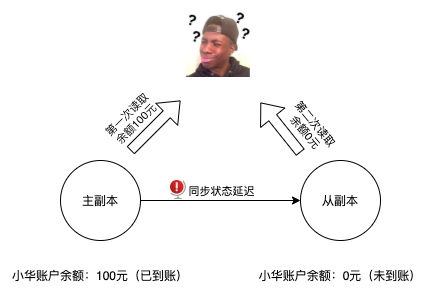 ? ?
? ?
第一次读取
余额100元
第二次读取
余额0元
主副本
! 同步状态延迟
从副本
小华账户余额：100元（已到账）
小华账户余额：0元（未到账）